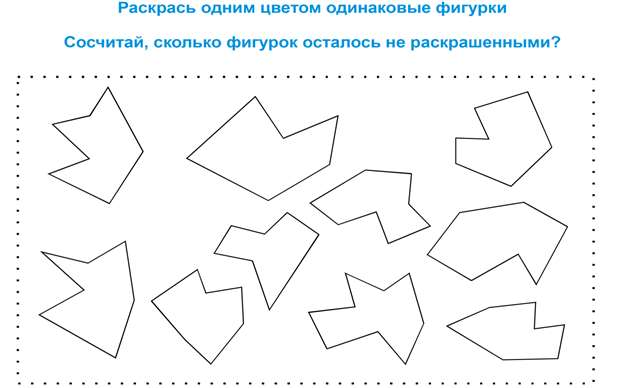 Раскрась одним цветом одинаковые фигурки
Сосчитай, сколько фигурок осталось не раскрашенными?